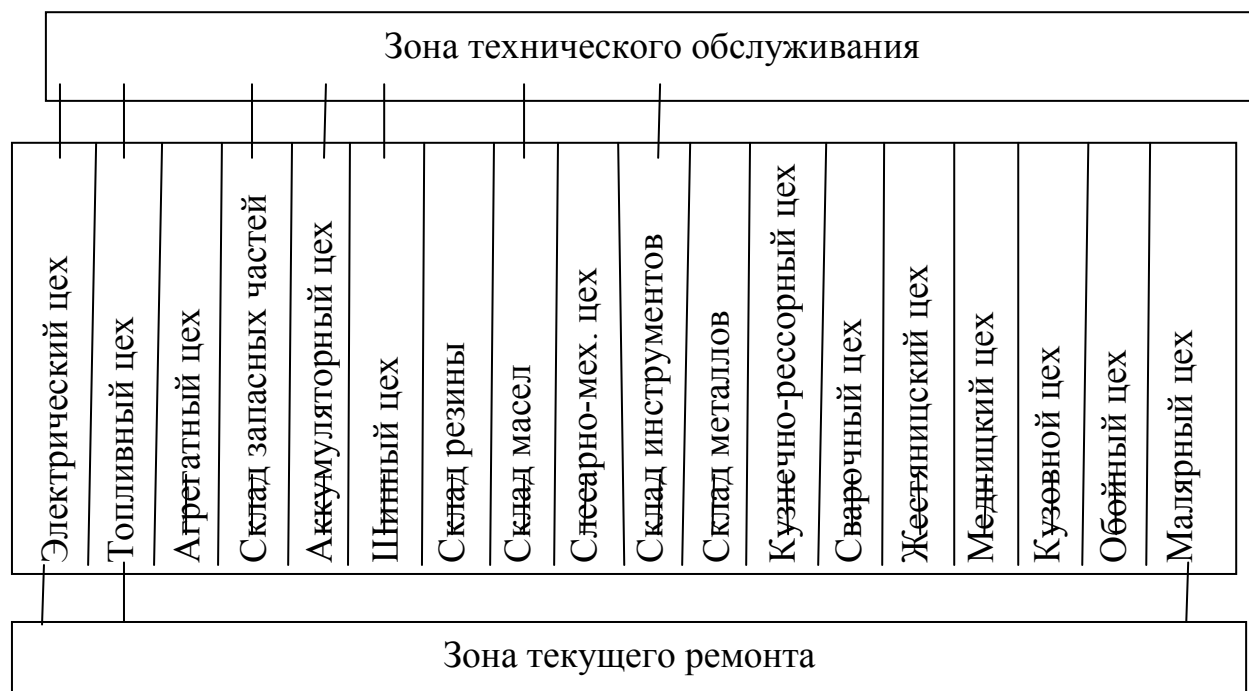 Зона технического обслуживания
Электрический цех
Топливный цех
Агрегатный цех
Склад запасных частей
Аккумуляторный цех
Шинный цех
Склад резины
Склад масел
Слесарно-мех. цех
Склад инструментов
Склад металлов
Кузнечно-рессорный цех
Сварочный цех
Жестяницский цех
Медницкий цех
Кузовной цех
Обойный цех
Малярный цех
Зона текущего ремонта